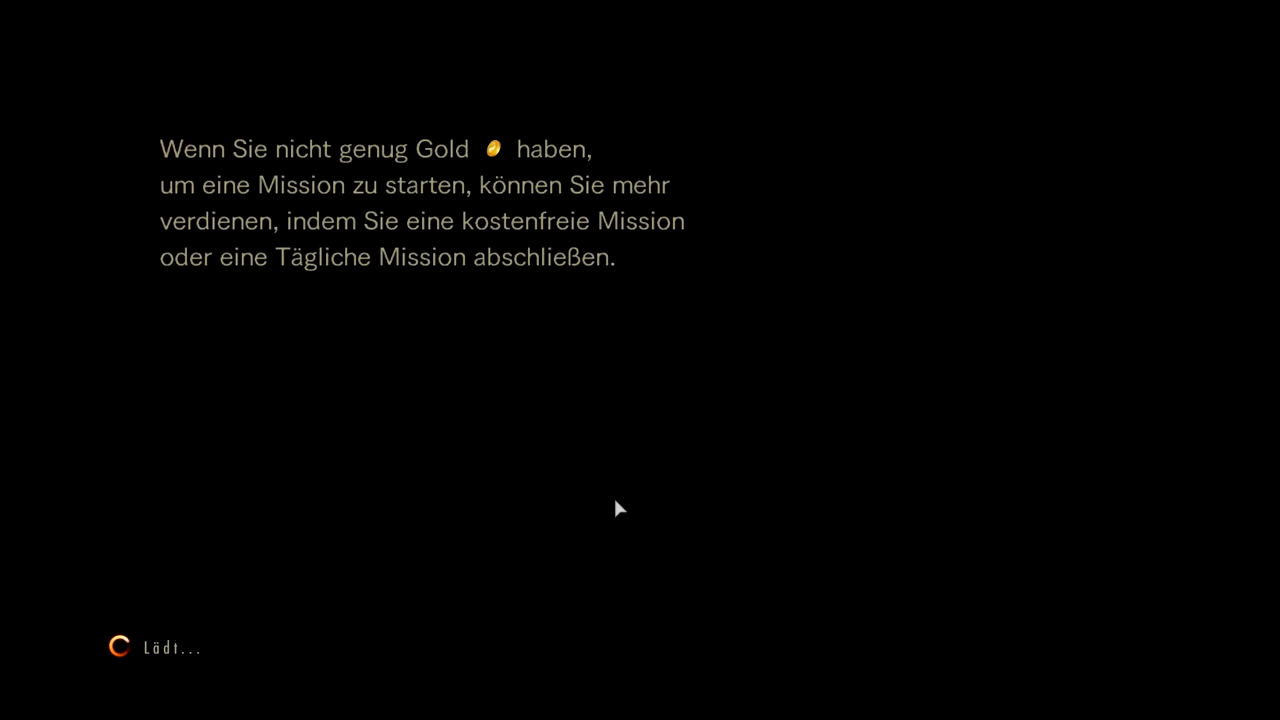 Wenn Sie nicht genug Gold haben,
um eine Mission zu starten, können Sie mehr
verdienen, indem Sie eine kostenfreie Mission
oder eine Tägliche Mission abschließen.
Lädt...